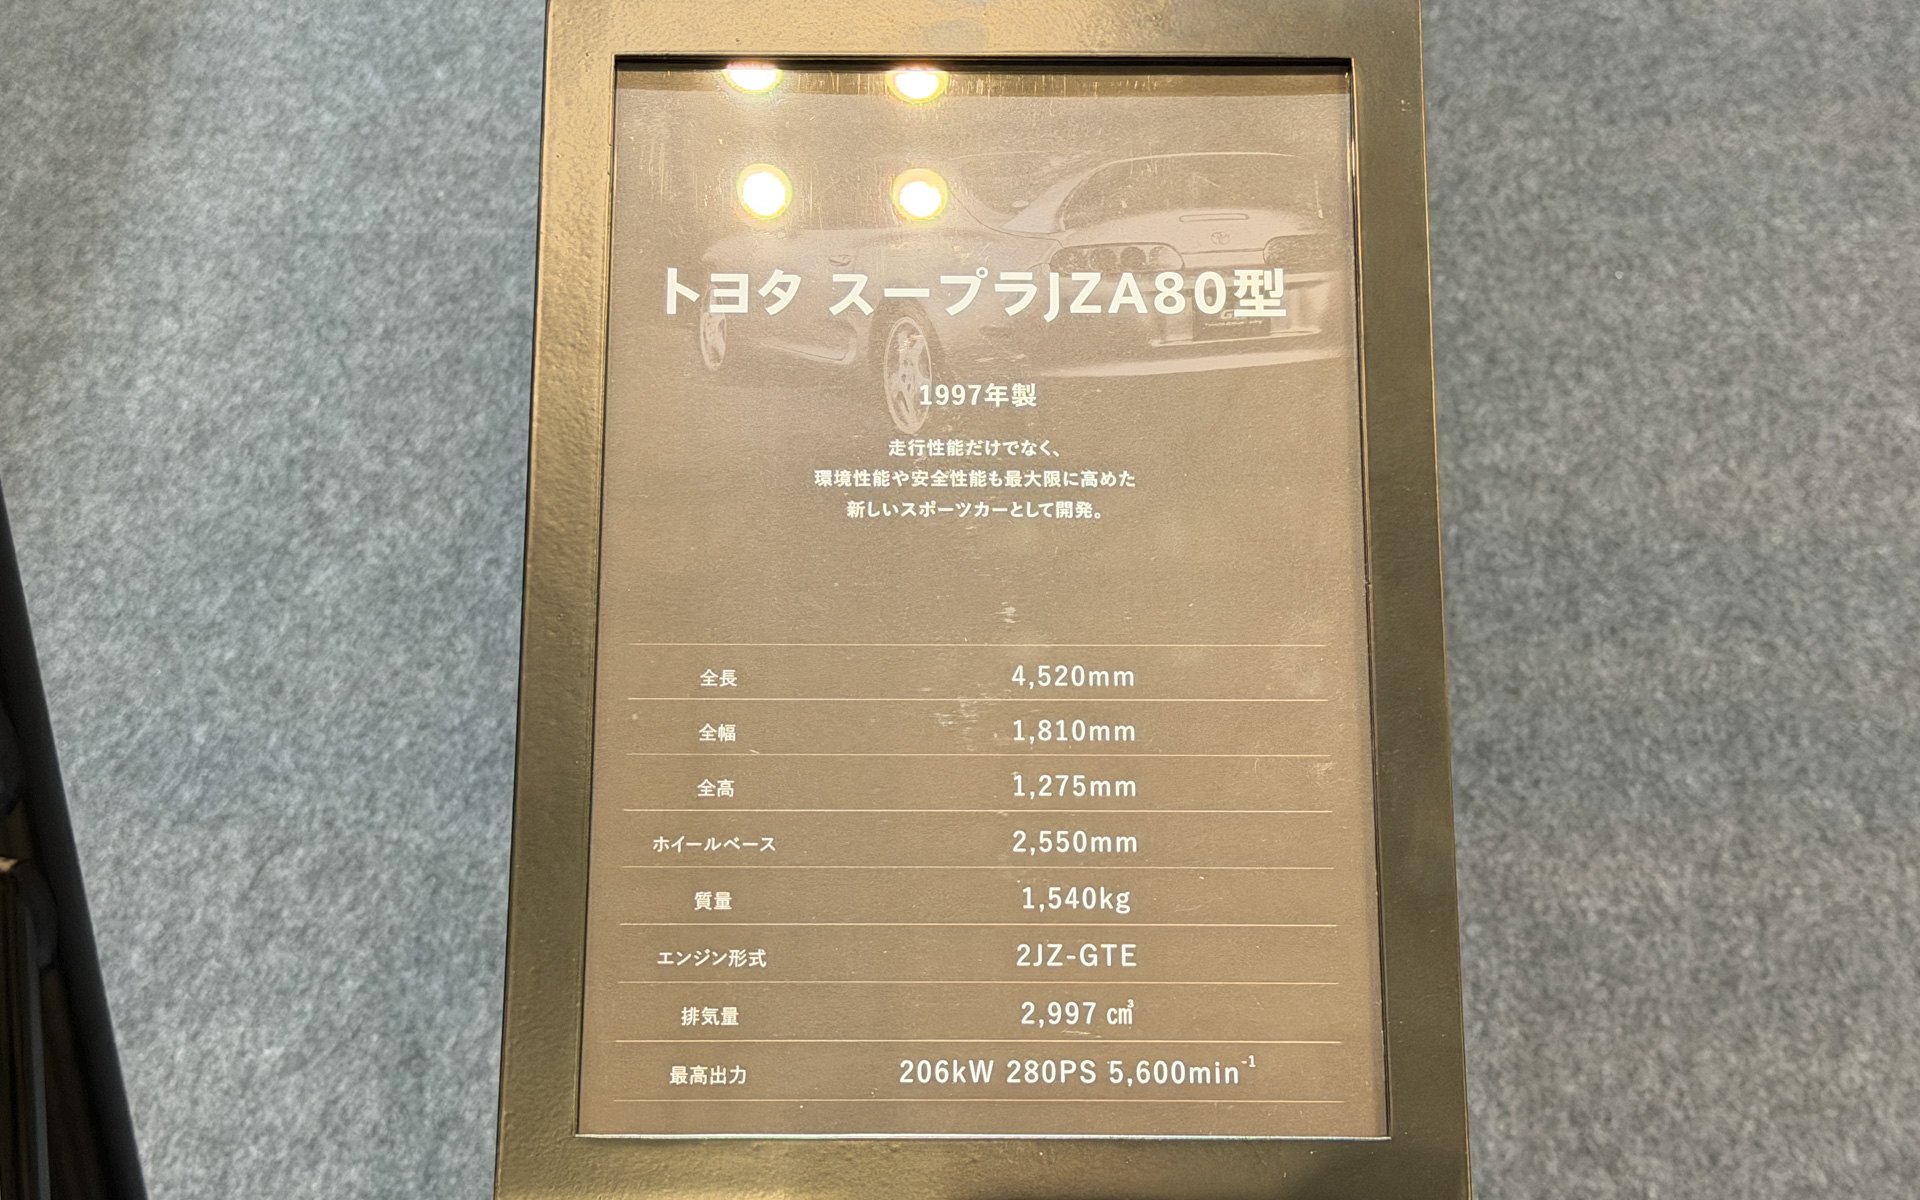 トヨタ スープラJZA80型
1997年製
走行性能だけでなく、
環境性能や安全性能も最大限に高めた
新しいスポーツカーとして開発。
全長 4,520mm
全幅 1,810mm
全高 1,275mm
ホイールベース 2,550mm
質量 1,540kg
エンジン形式 2JZ-GTE
排気量 2,997 c㎥
最高出力 206kW 280PS 5,600min⁻¹